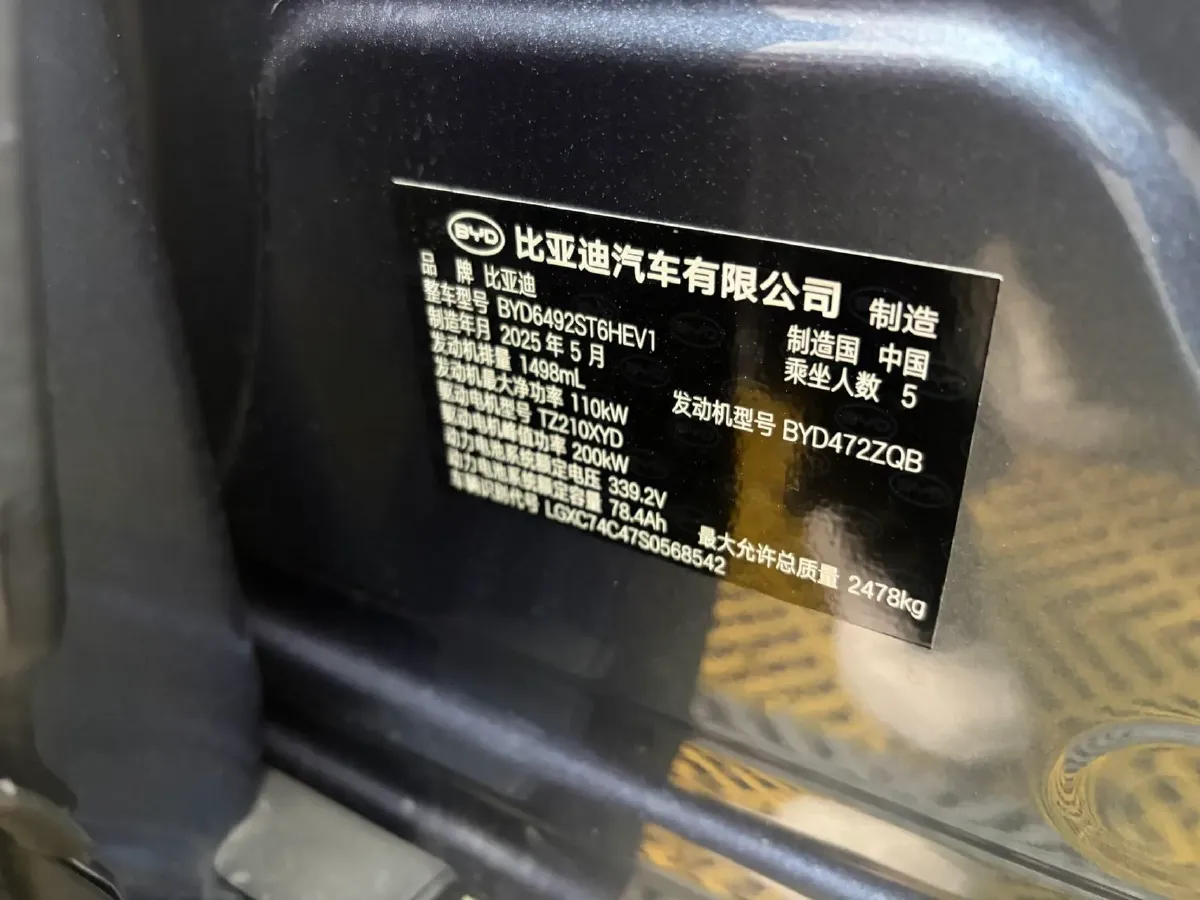 BYD 比亚迪汽车有限公司 制造
品 牌 比亚迪 制造国 中国
整车型号 BYD6492ST6HEV1 乘坐人数 5
制造年月 2025年5月
发动机排量 1498mL 发动机型号 BYD472ZQB
发动机最大净功率 110kW
驱动电机型号 TZ210XYD
驱动电机峰值功率 200kW
动力电池系统额定电压 339.2V
动力电池系统额定容量 78.4Ah 最大允许总质量 2478kg
车辆识别代号 LGXC74C47S0568542